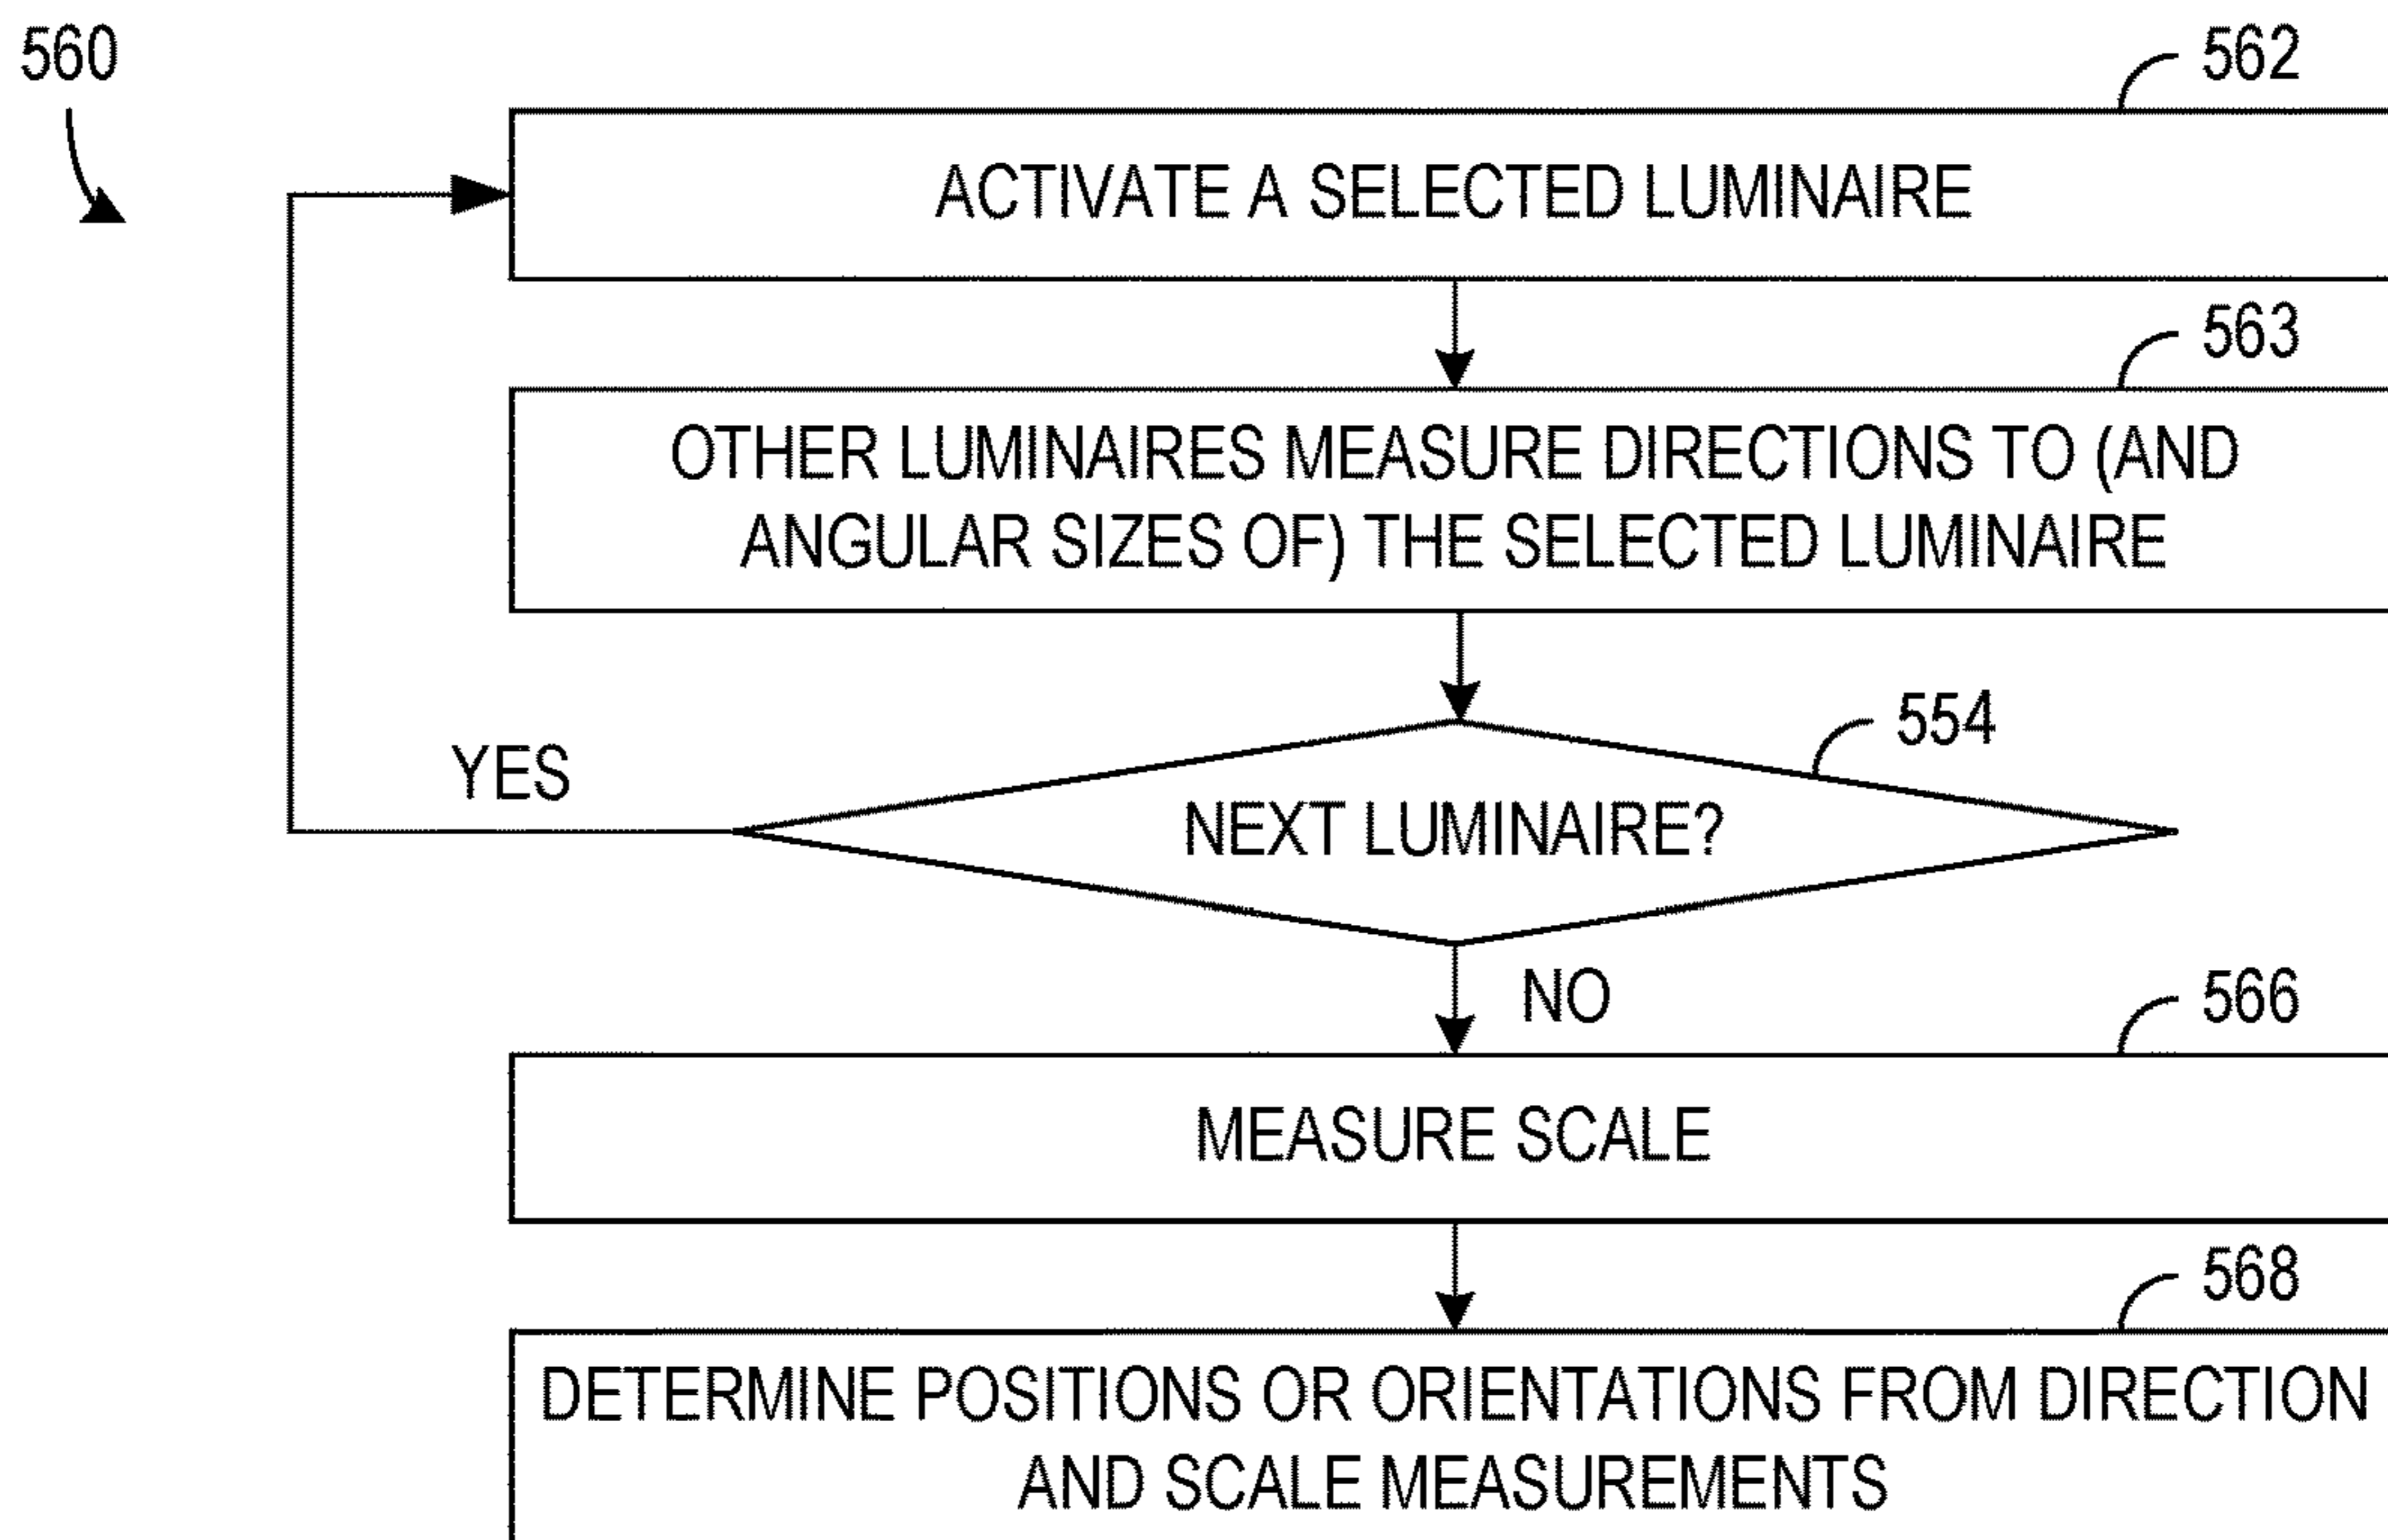 560
562
ACTIVATE A SELECTED LUMINAIRE
563
OTHER LUMINAIRES MEASURE DIRECTIONS TO (AND
ANGULAR SIZES OF) THE SELECTED LUMINAIRE
554
YES
NEXT LUMINAIRE?
NO
566
MEASURE SCALE
568
DETERMINE POSITIONS OR ORIENTATIONS FROM DIRECTION
AND SCALE MEASUREMENTS